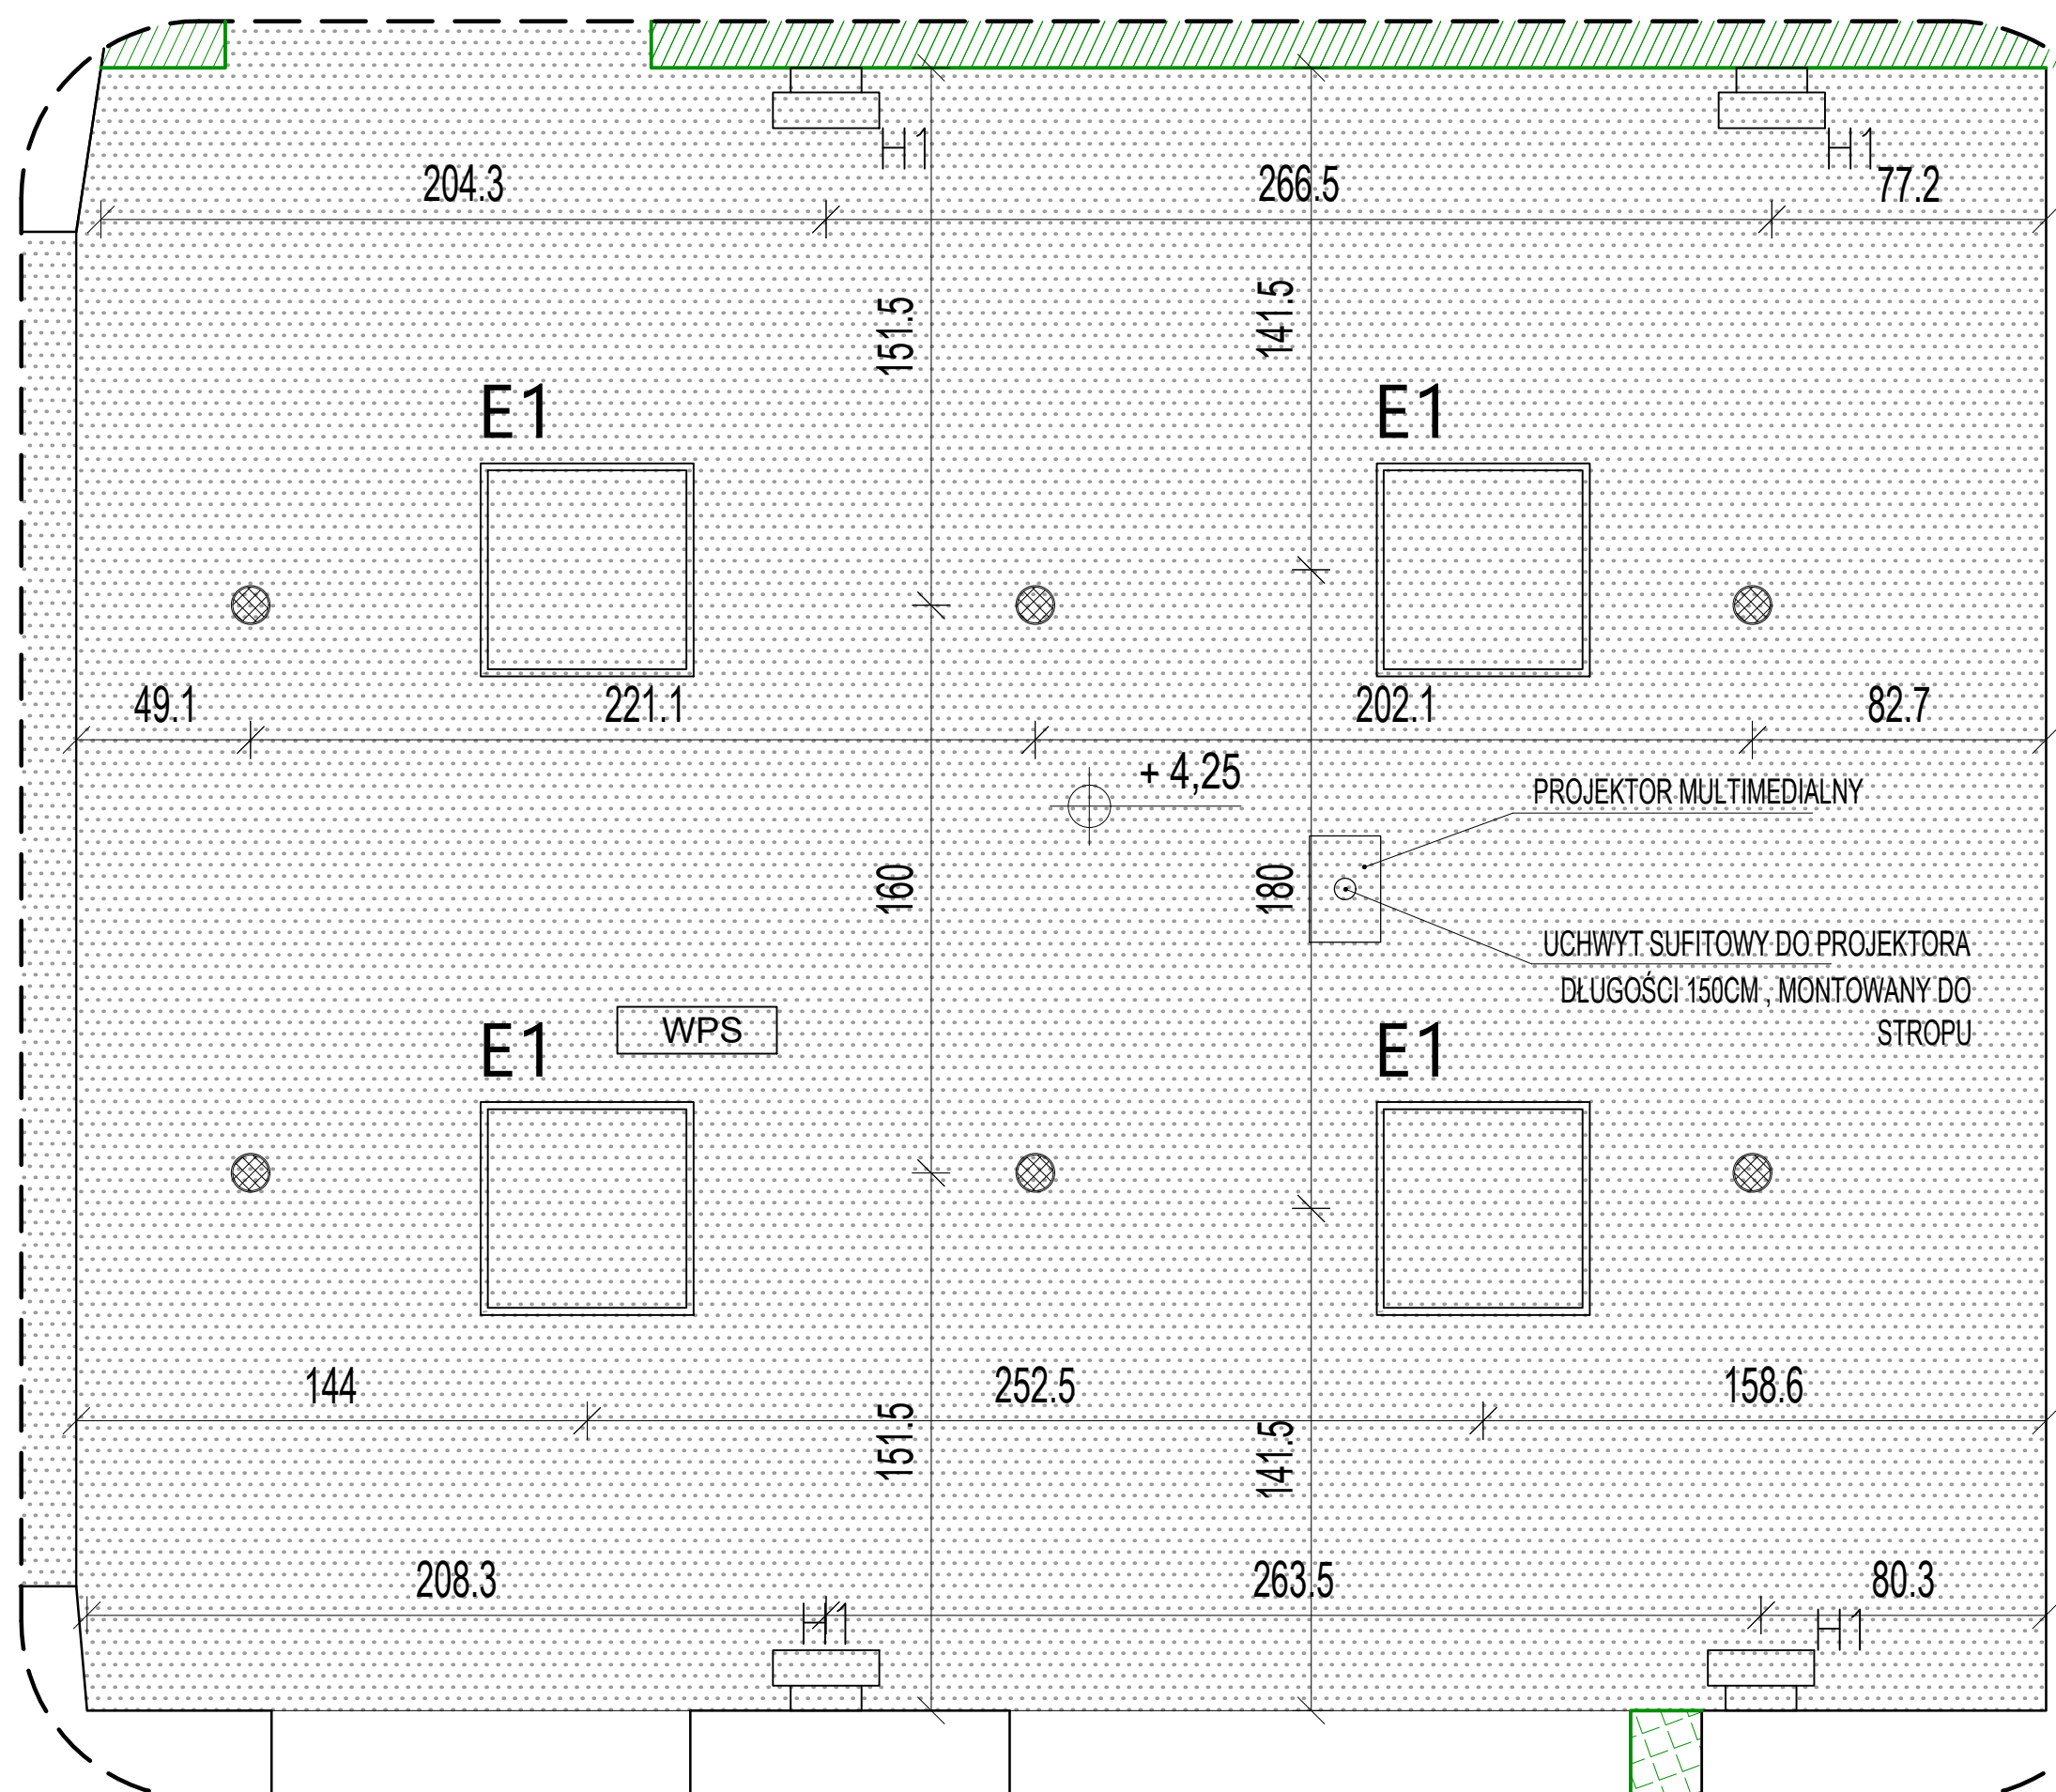 H1
H1
204.3
266.5
77.2
151.5
141.5
E1
E1
49.1
221.1
202.1
82.7
+ 4,25
PROJEKTOR MULTIMEDIALNY
160
180
UCHWYT SUFITOWY DO PROJEKTORA
DŁUGOŚCI 150CM , MONTOWANY DO
STROPU
WPS
E1
E1
144
252.5
158.6
151.5
141.5
208.3
263.5
80.3
H1
H1